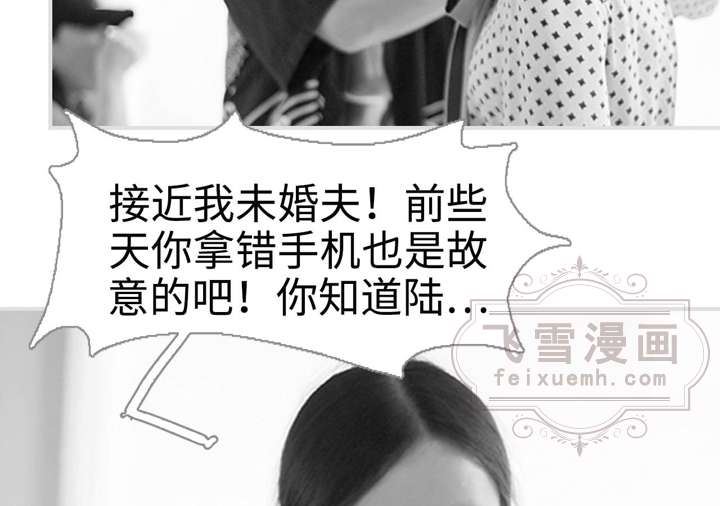 接近我未婚夫！前些
天你拿错手机也是故
意的吧！你知道陆…
飞雪漫画
feixuemh.com